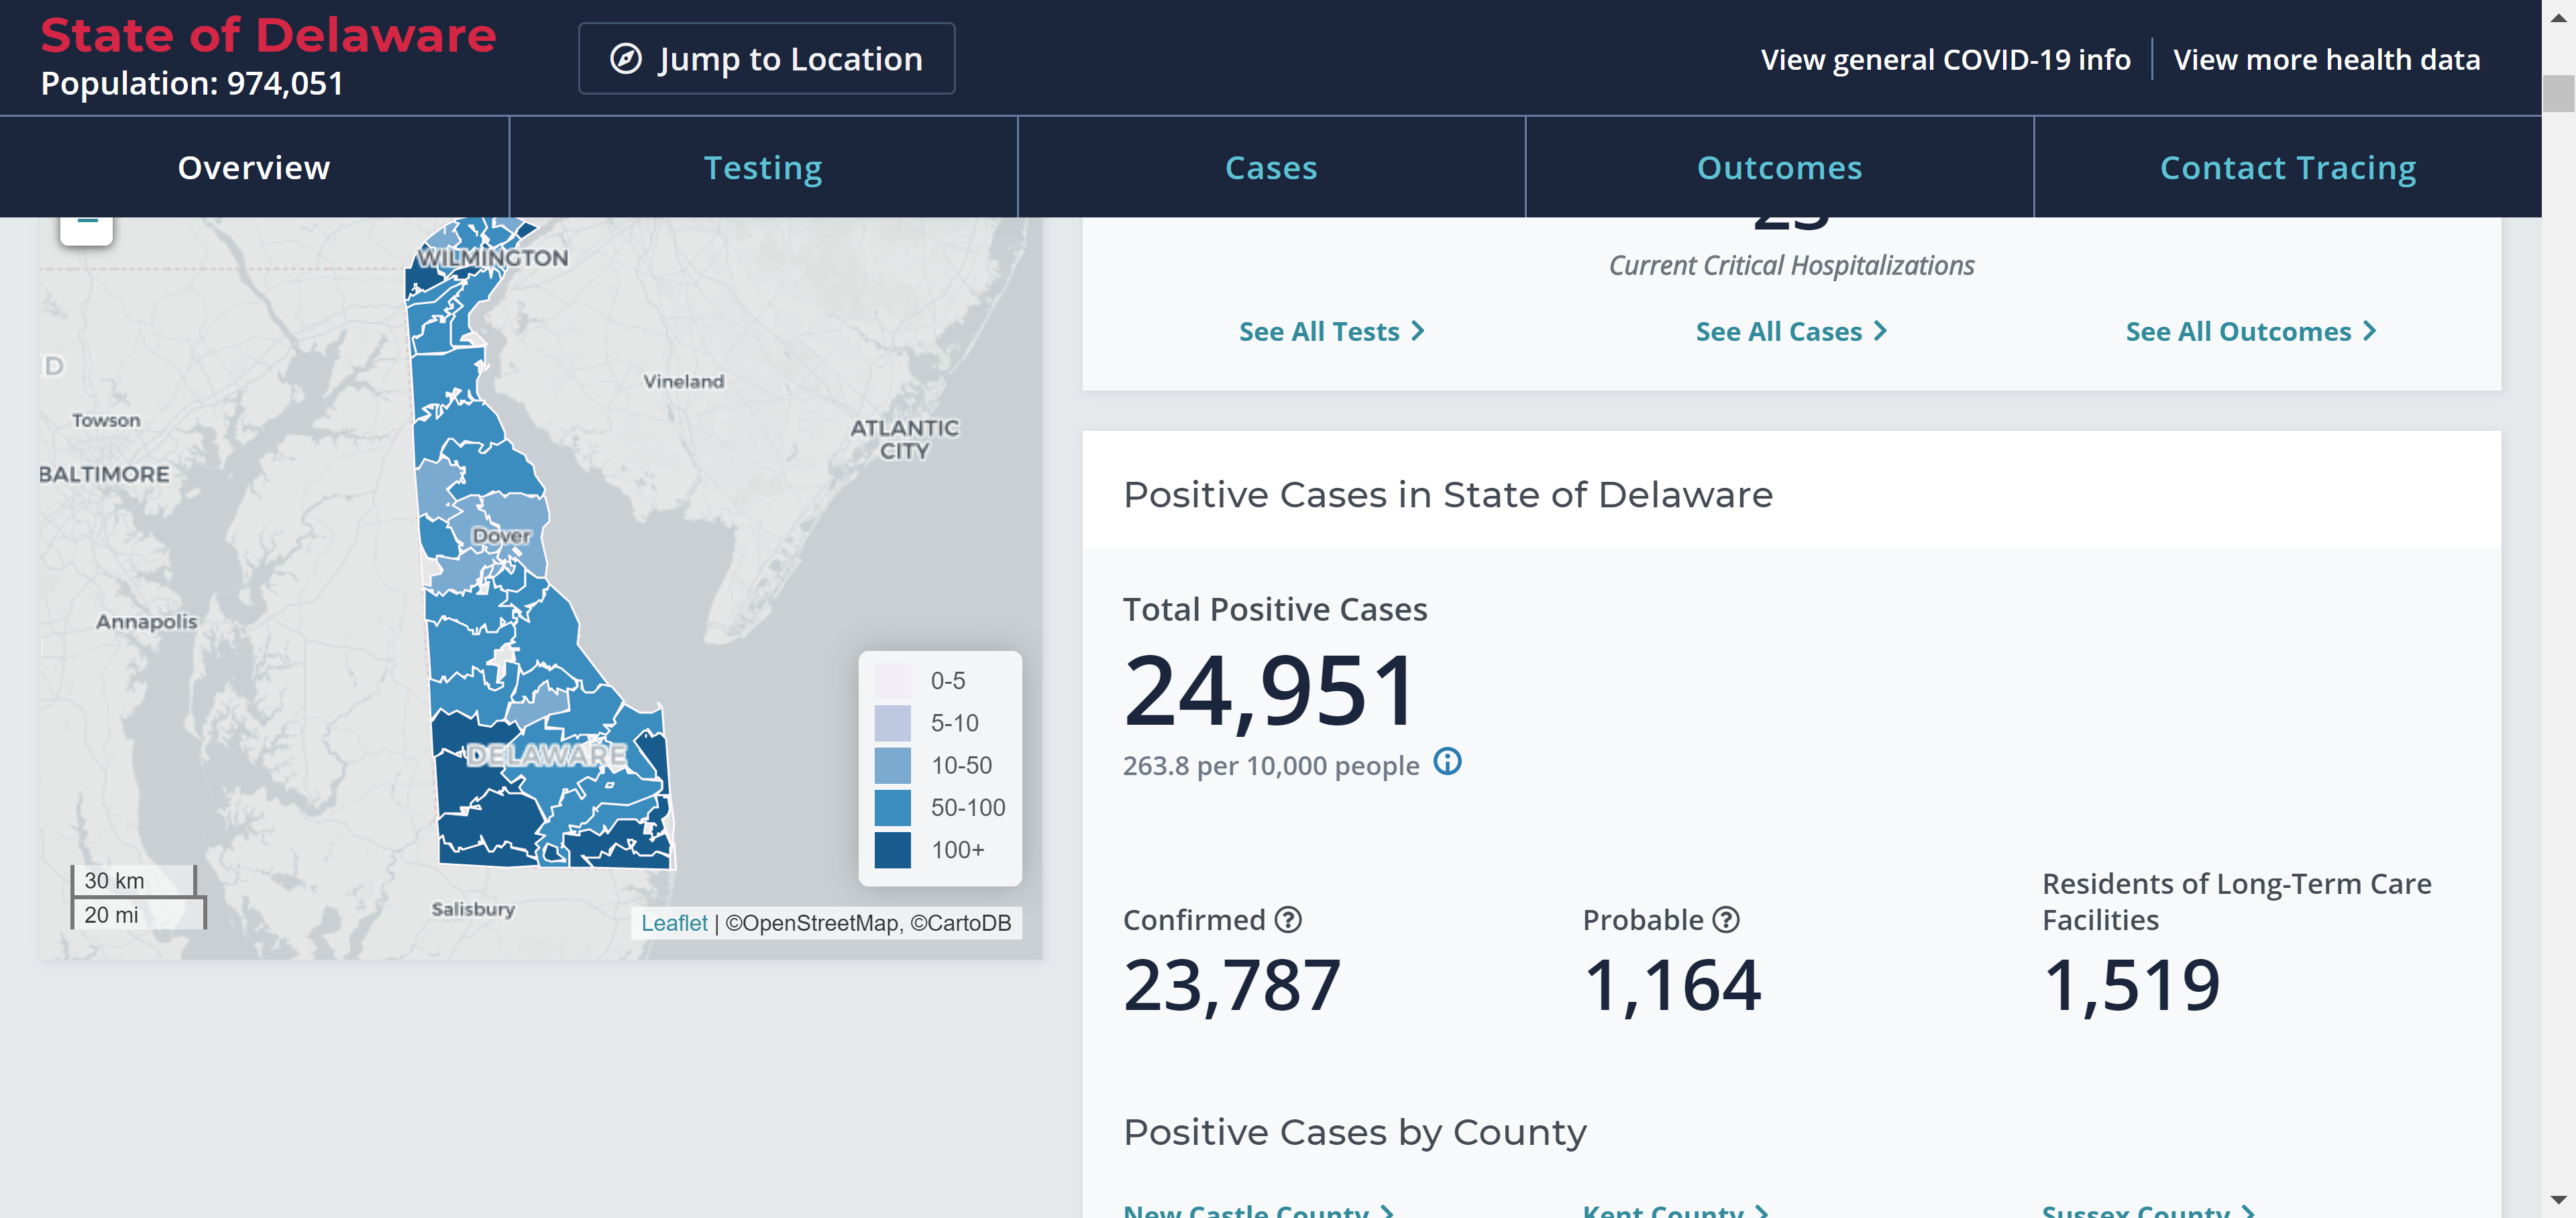 State of Delaware
Population: 974,051
Jump to Location
View general COVID-19 info
View more health data
Overview
Testing
Cases
Outcomes
Contact Tracing
WILMINGTON
Vineland
Towson
ATLANTIC
CITY
BALTIMORE
Dover
Annapolis
DELAWARE
Salisbury
0-5
5-10
10-50
50-100
100+
30 km
20 mi
Leaflet | ©OpenStreetMap, ©CartoDB
Current Critical Hospitalizations
See All Tests
See All Cases
See All Outcomes
Positive Cases in State of Delaware
Total Positive Cases
24,951
263.8 per 10,000 people
Confirmed
23,787
Probable
1,164
Residents of Long-Term Care
Facilities
1,519
Positive Cases by County
New Castle County
Kent County
Sussex County